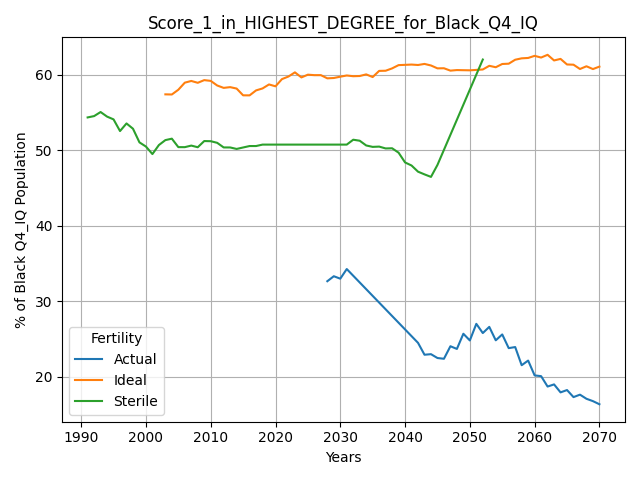 Score_1_in_HIGHEST_DEGREE_for_Black_Q4_IQ
% of Black Q4_IQ Population
60
50
40
30
20
Fertility
Actual
Ideal
Sterile
1990 2000 2010 2020 2030 2040 2050 2060 2070
Years